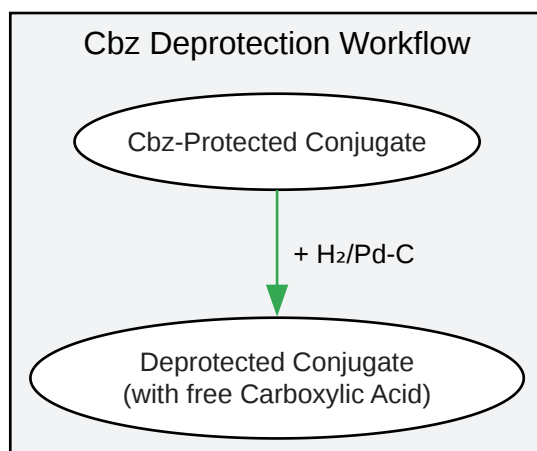 Cbz Deprotection Workflow
Cbz-Protected Conjugate
+ H₂/Pd-C
Deprotected Conjugate
(with free Carboxylic Acid)